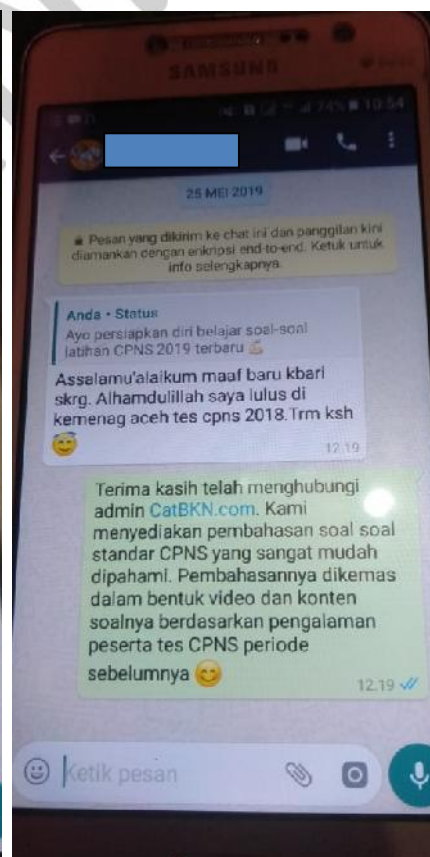 SAMSUNG
74% 10:54
25 MEI 2019
Pesan yang dikirim ke chat ini dan panggilan kini
diamankan dengan enkripsi end-to-end. Ketuk untuk
info selengkapnya.
Anda • Status
Ayo persiapkan diri belajar soal-soal
latihan CPNS 2019 terbaru 💪
Assalamu'alaikum maaf baru kbari
skrg. Alhamdulillah saya lulus di
kemenag aceh tes cpns 2018.Trm ksh
😇
12.19
Terima kasih telah menghubungi
admin CatBKN.com. Kami
menyediakan pembahasan soal soal
standar CPNS yang sangat mudah
dipahami. Pembahasannya dikemas
dalam bentuk video dan konten
soalnya berdasarkan pengalaman
peserta tes CPNS periode
sebelumnya 😊
12.19
Ketik pesan